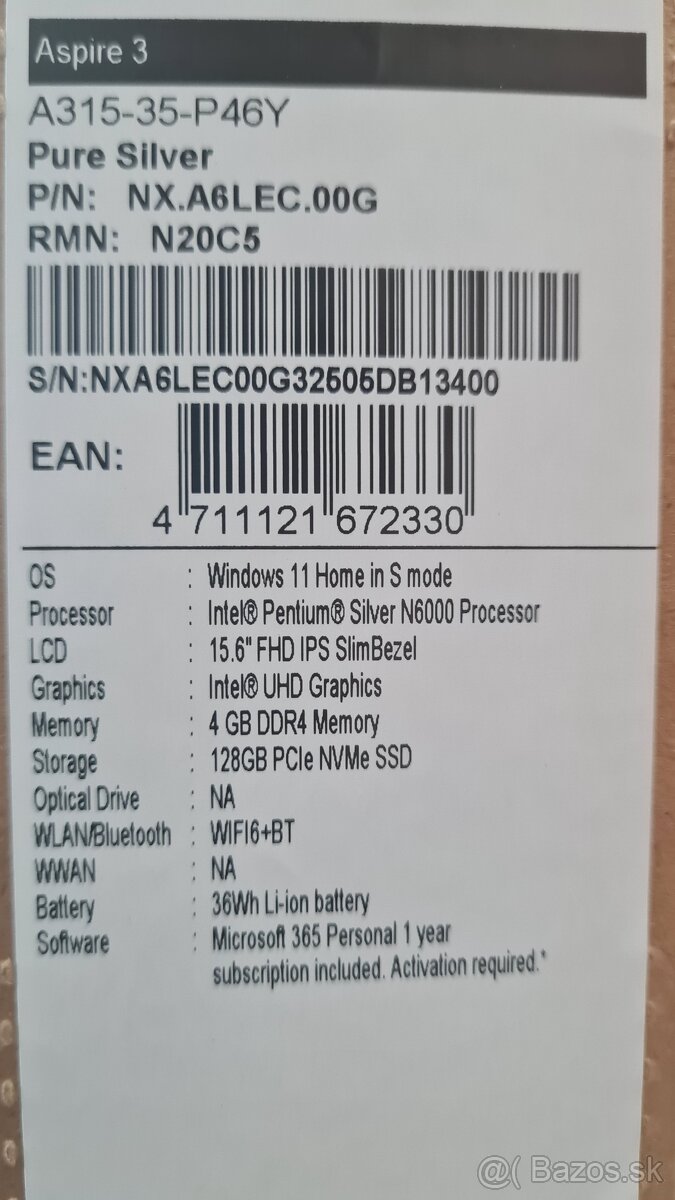 Aspire 3
A315-35-P46Y
Pure Silver
P/N: NX.A6LEC.00G
RMN: N20C5
S/N:NXA6LEC00G32505DB13400
EAN:
4 711121 672330
OS : Windows 11 Home in S mode
Processor : Intel® Pentium® Silver N6000 Processor
LCD : 15.6" FHD IPS SlimBezel
Graphics : Intel® UHD Graphics
Memory : 4 GB DDR4 Memory
Storage : 128GB PCIe NVMe SSD
Optical Drive : NA
WLAN/Bluetooth : WIFI6+BT
WWAN : NA
Battery : 36Wh Li-ion battery
Software : Microsoft 365 Personal 1 year
subscription included. Activation required.*
@( Bazos.sk